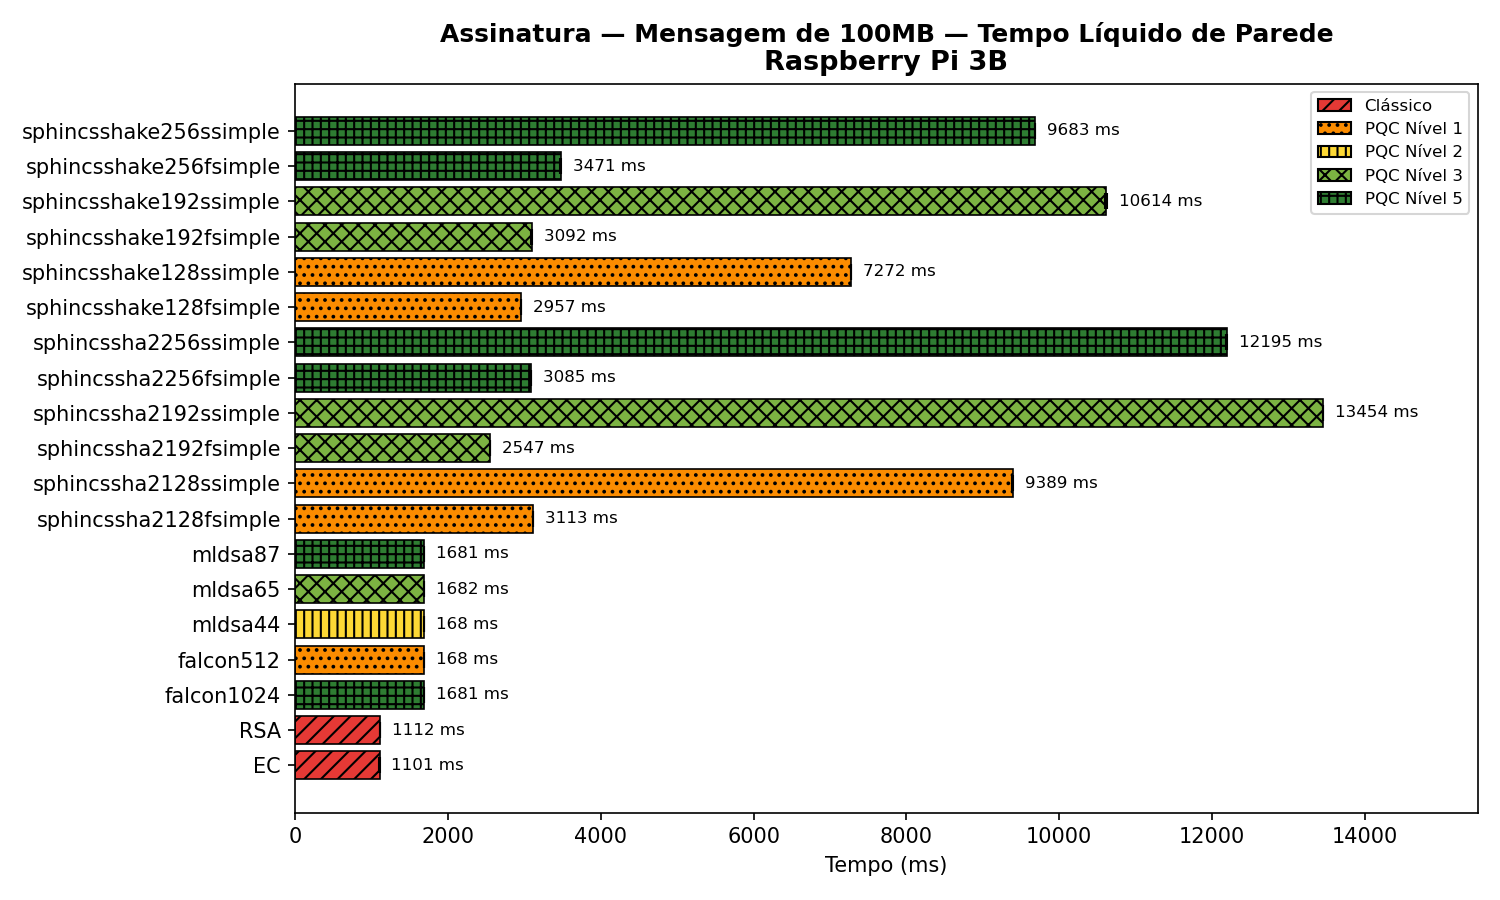 Assinatura — Mensagem de 100MB — Tempo Líquido de Parede
Raspberry Pi 3B
Clássico
PQC Nível 1
PQC Nível 2
PQC Nível 3
PQC Nível 5
sphincsshake256ssimple 9683 ms
sphincsshake256fsimple 3471 ms
sphincsshake192ssimple 10614 ms
sphincsshake192fsimple 3092 ms
sphincsshake128ssimple 7272 ms
sphincsshake128fsimple 2957 ms
sphincssha2256ssimple 12195 ms
sphincssha2256fsimple 3085 ms
sphincssha2192ssimple 13454 ms
sphincssha2192fsimple 2547 ms
sphincssha2128ssimple 9389 ms
sphincssha2128fsimple 3113 ms
mldsa87 1681 ms
mldsa65 1682 ms
mldsa44 168 ms
falcon512 168 ms
falcon1024 1681 ms
RSA 1112 ms
EC 1101 ms
0 2000 4000 6000 8000 10000 12000 14000
Tempo (ms)